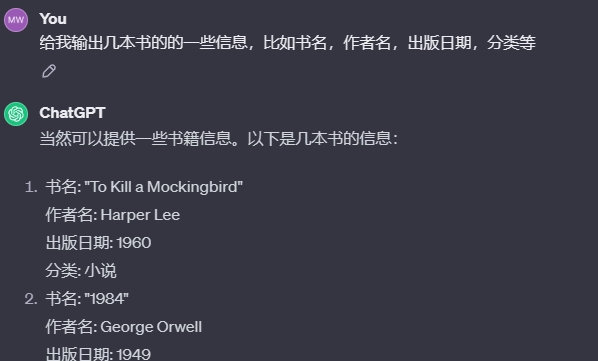 MW You
给我输出几本书的的一些信息，比如书名，作者名，出版日期，分类等
ChatGPT
当然可以提供一些书籍信息。以下是几本书的信息：
1. 书名: "To Kill a Mockingbird"
作者名: Harper Lee
出版日期: 1960
分类: 小说
2. 书名: "1984"
作者名: George Orwell
出版日期: 1949